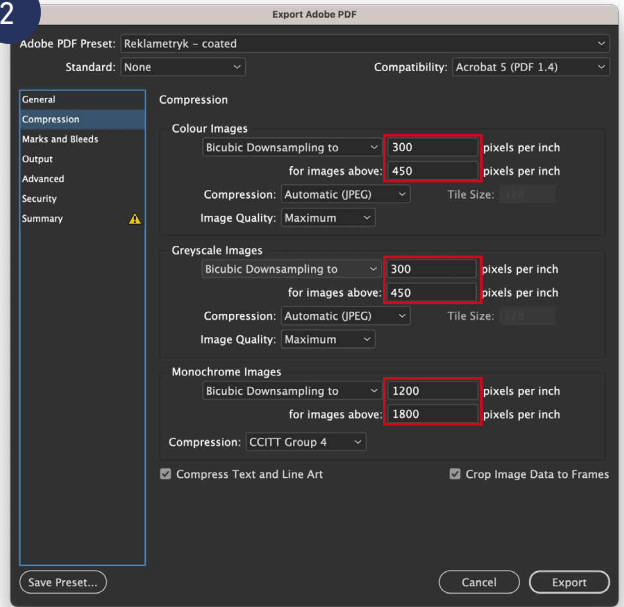 2
Export Adobe PDF
Adobe PDF Preset: Reklametryk - coated
Standard: None Compatibility: Acrobat 5 (PDF 1.4)
General
Compression
Marks and Bleeds
Output
Advanced
Security
Summary
Compression
Colour Images
Bicubic Downsampling to 300 pixels per inch
for images above: 450 pixels per inch
Compression: Automatic (JPEG) Tile Size: 128
Image Quality: Maximum
Greyscale Images
Bicubic Downsampling to 300 pixels per inch
for images above: 450 pixels per inch
Compression: Automatic (JPEG) Tile Size: 128
Image Quality: Maximum
Monochrome Images
Bicubic Downsampling to 1200 pixels per inch
for images above: 1800 pixels per inch
Compression: CCITT Group 4
Compress Text and Line Art Crop Image Data to Frames
Save Preset... Cancel Export